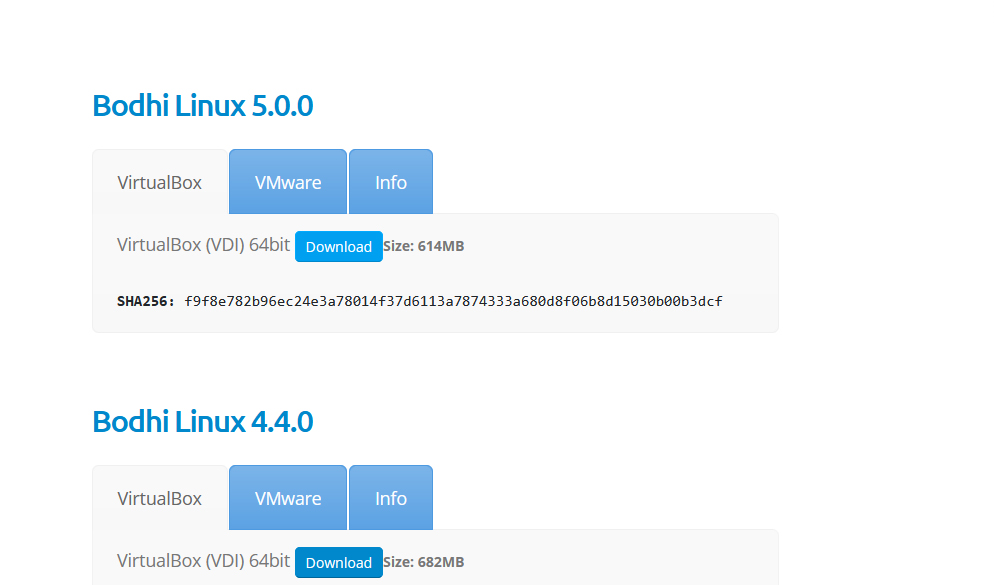 Bodhi Linux 5.0.0
VirtualBox VMware Info
VirtualBox (VDI) 64bit Download Size: 614MB
SHA256: f9f8e782b96ec24e3a78014f37d6113a7874333a680d8f06b8d15030b00b3dcf
Bodhi Linux 4.4.0
VirtualBox VMware Info
VirtualBox (VDI) 64bit Download Size: 682MB